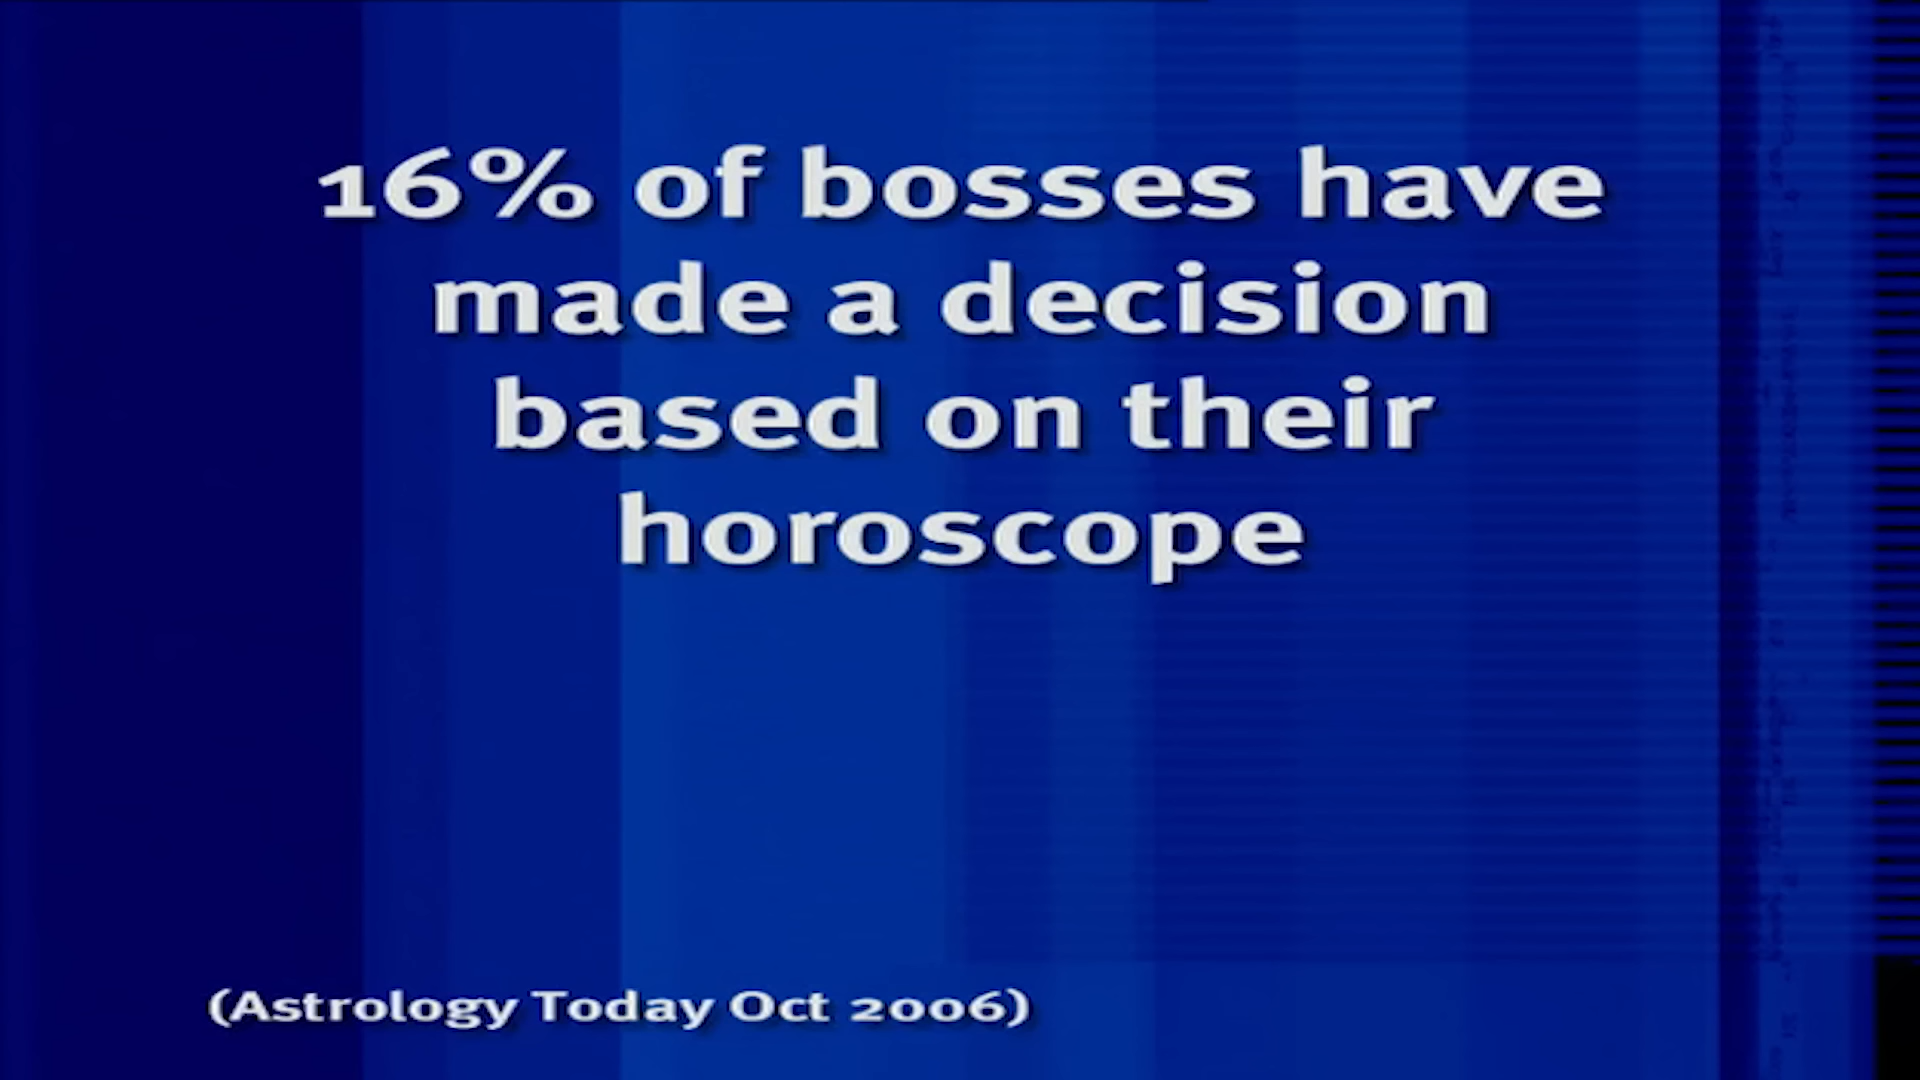 16% of bosses have
made a decision
based on their
horoscope
(Astrology Today Oct 2006)